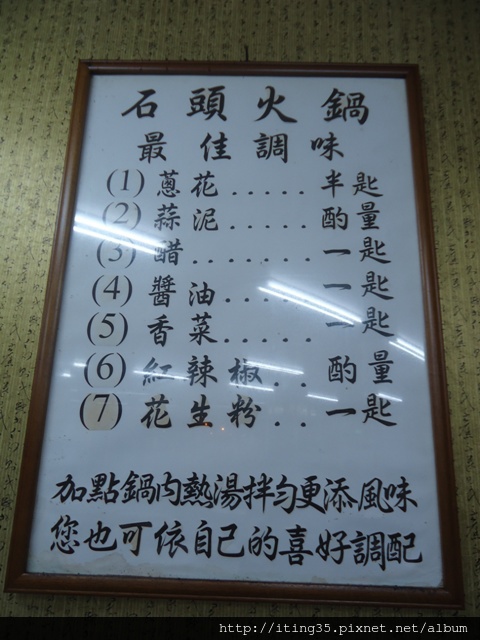 石頭火鍋
最佳調味
(1) 蔥花..... 半匙
(2) 蒜泥..... 酌量
(3) 醋....... 一匙
(4) 醬油..... 一匙
(5) 香菜..... 一匙
(6) 紅辣椒.. 酌量
(7) 花生粉.. 一匙
加點鍋內熱湯拌勻更添風味
您也可依自己的喜好調配
http://iting35.pixnet.net/album